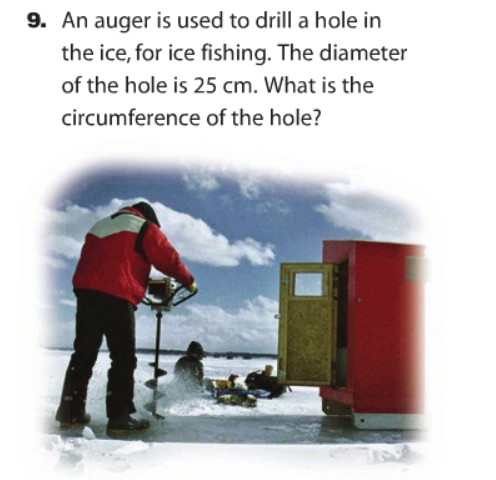 9. An auger is used to drill a hole in
the ice, for ice fishing. The diameter
of the hole is 25 cm. What is the
circumference of the hole?